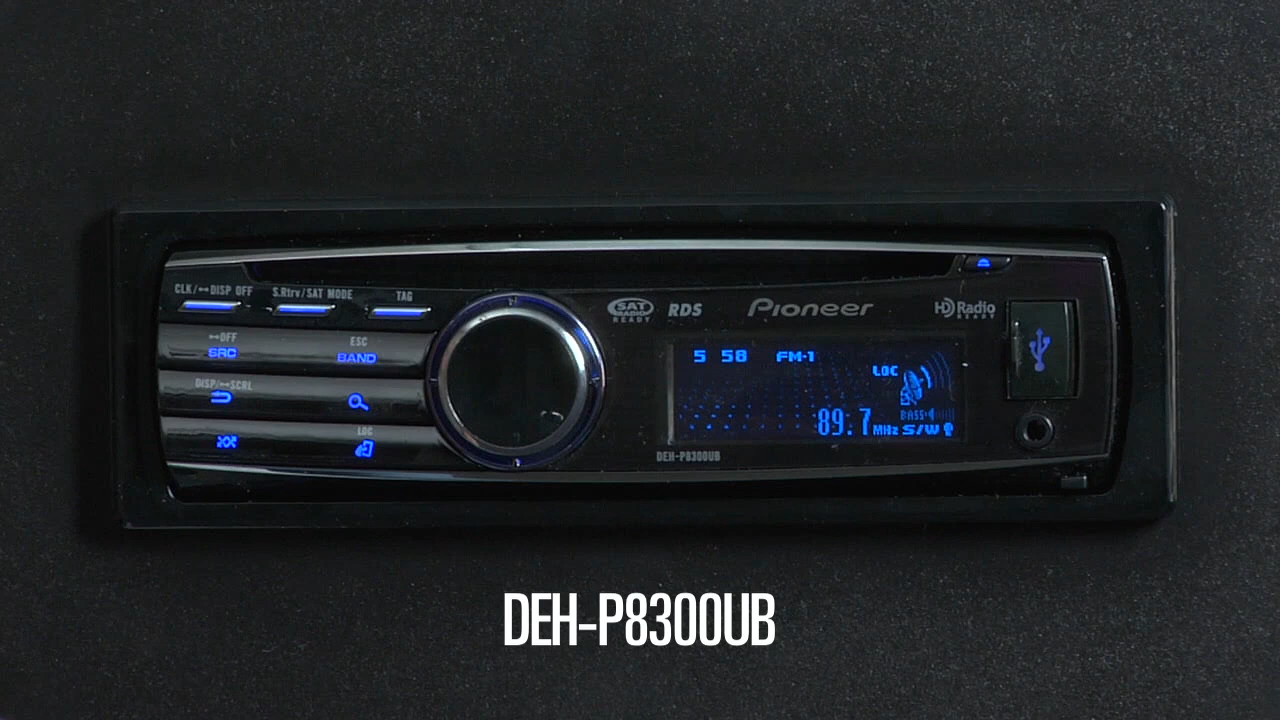 CLK/•••DISP OFF
S.Rtrv/SAT MODE
TAG
SAT
RADIO
READY
RDS
Pioneer
HD Radio
READY
•••OFF
SRC
ESC
BAND
5 58 FM-1
LOC
DISP/•••SCRL
BASS
89.7 MHz S/W
LOC
DEH-P8300UB
DEH-P8300UB